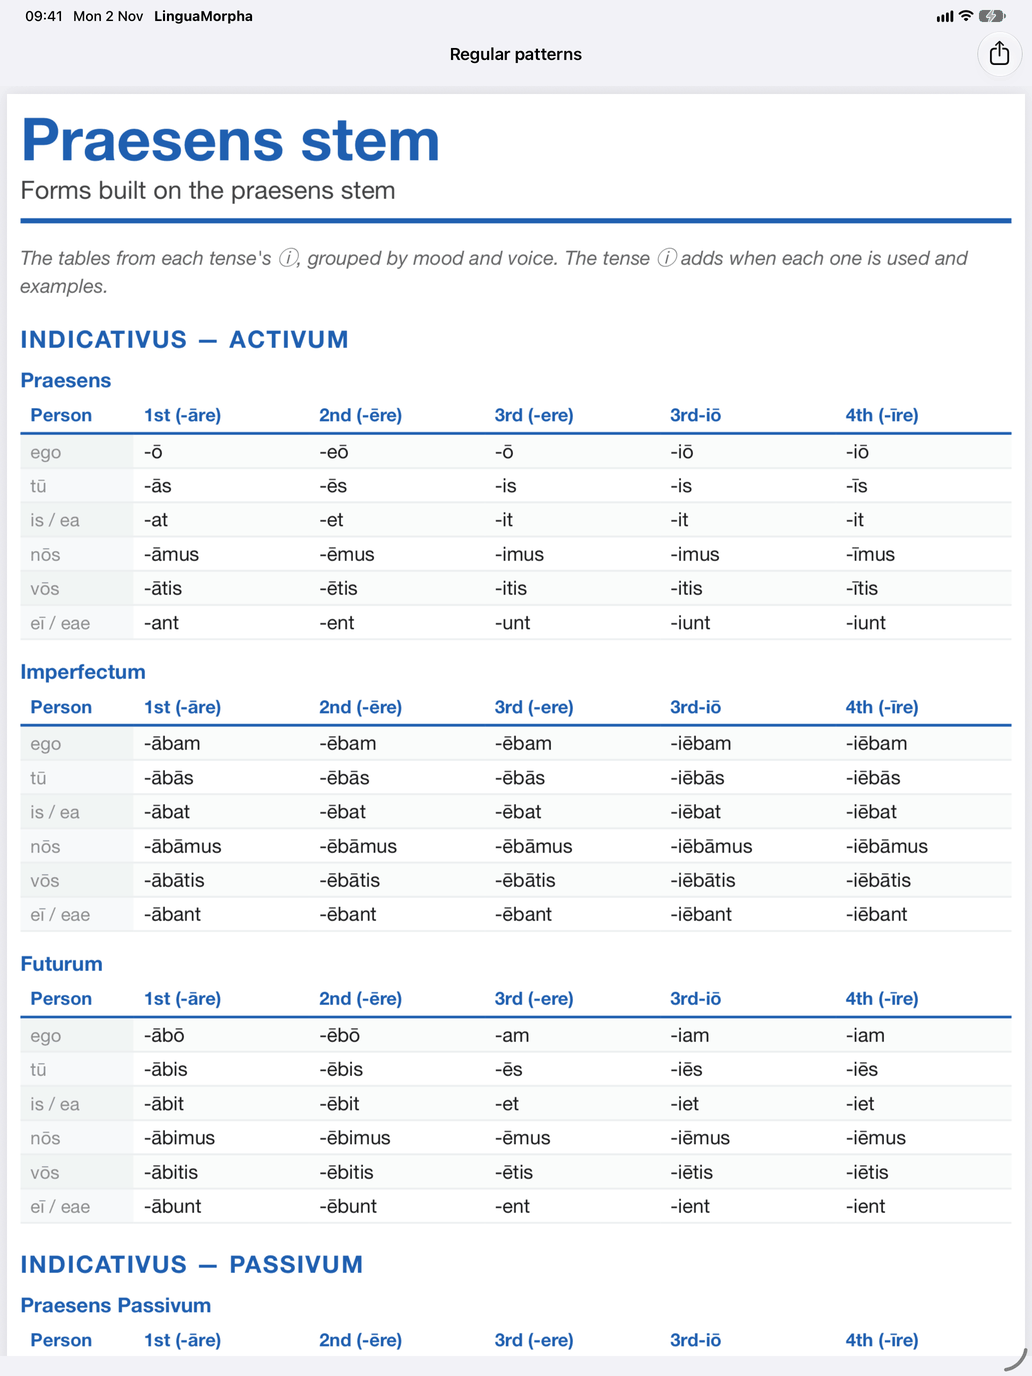 09:41 Mon 2 Nov LinguaMorpha
Regular patterns
Praesens stem
Forms built on the praesens stem
The tables from each tense's ⓘ, grouped by mood and voice. The tense ⓘ adds when each one is used and
examples.
INDICATIVUS — ACTIVUM
Praesens
Person 1st (-āre) 2nd (-ēre) 3rd (-ere) 3rd-iō 4th (-īre)
ego -ō -eō -ō -iō -iō
tū -ās -ēs -is -is -īs
is / ea -at -et -it -it -it
nōs -āmus -ēmus -imus -imus -īmus
vōs -ātis -ētis -itis -itis -ītis
eī / eae -ant -ent -unt -iunt -iunt
Imperfectum
Person 1st (-āre) 2nd (-ēre) 3rd (-ere) 3rd-iō 4th (-īre)
ego -ābam -ēbam -ēbam -iēbam -iēbam
tū -ābās -ēbās -ēbās -iēbās -iēbās
is / ea -ābat -ēbat -ēbat -iēbat -iēbat
nōs -ābāmus -ēbāmus -ēbāmus -iēbāmus -iēbāmus
vōs -ābātis -ēbātis -ēbātis -iēbātis -iēbātis
eī / eae -ābant -ēbant -ēbant -iēbant -iēbant
Futurum
Person 1st (-āre) 2nd (-ēre) 3rd (-ere) 3rd-iō 4th (-īre)
ego -ābō -ēbō -am -iam -iam
tū -ābis -ēbis -ēs -iēs -iēs
is / ea -ābit -ēbit -et -iet -iet
nōs -ābimus -ēbimus -ēmus -iēmus -iēmus
vōs -ābitis -ēbitis -ētis -iētis -iētis
eī / eae -ābunt -ēbunt -ent -ient -ient
INDICATIVUS — PASSIVUM
Praesens Passivum
Person 1st (-āre) 2nd (-ēre) 3rd (-ere) 3rd-iō 4th (-īre)